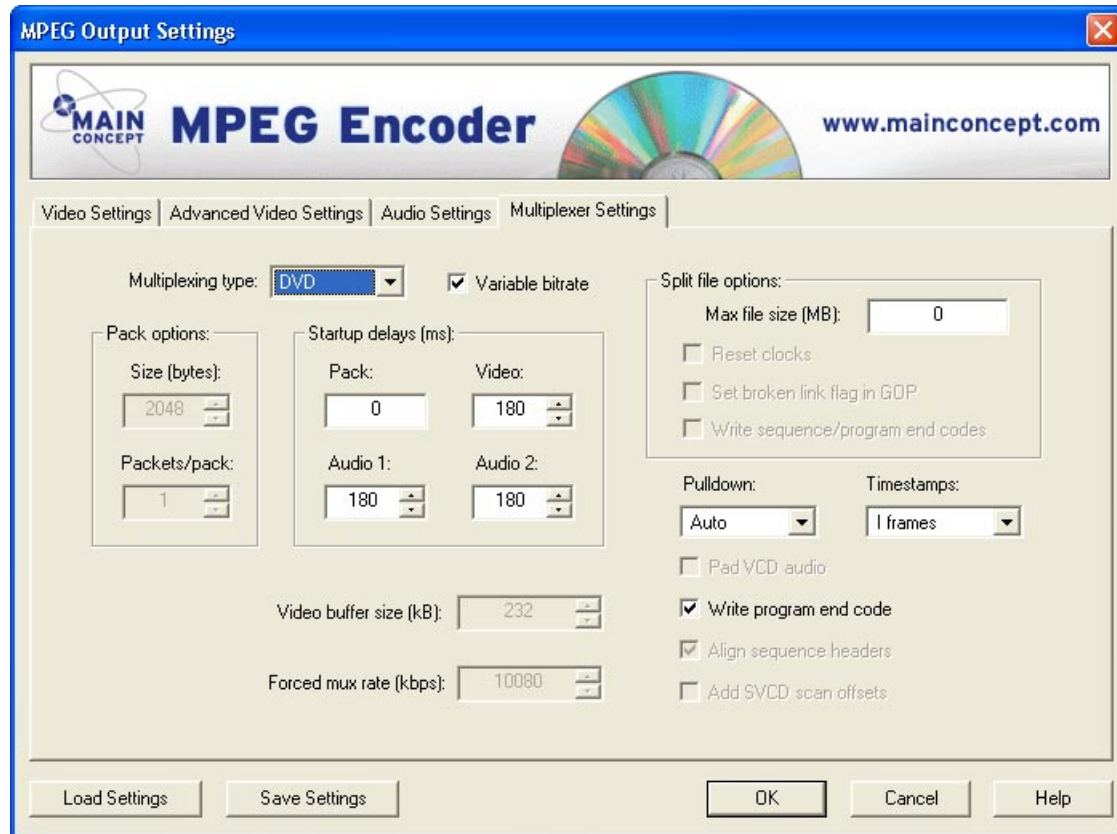 MPEG Output Settings
MAIN
CONCEPT
MPEG Encoder
www.mainconcept.com
Video Settings
Advanced Video Settings
Audio Settings
Multiplexer Settings
Multiplexing type:
DVD
Variable bitrate
Pack options:
Size (bytes):
2048
Packets/pack:
1
Startup delays (ms):
Pack:
Video:
0
180
Audio 1:
Audio 2:
180
180
Video buffer size (kB):
232
Forced mux rate (kbps):
10080
Split file options:
Max file size (MB):
0
Reset clocks
Set broken link flag in GOP
Write sequence/program end codes
Pulldown:
Timestamps:
Auto
I frames
Pad VCD audio
Write program end code
Align sequence headers
Add SVCD scan offsets
Load Settings
Save Settings
OK
Cancel
Help